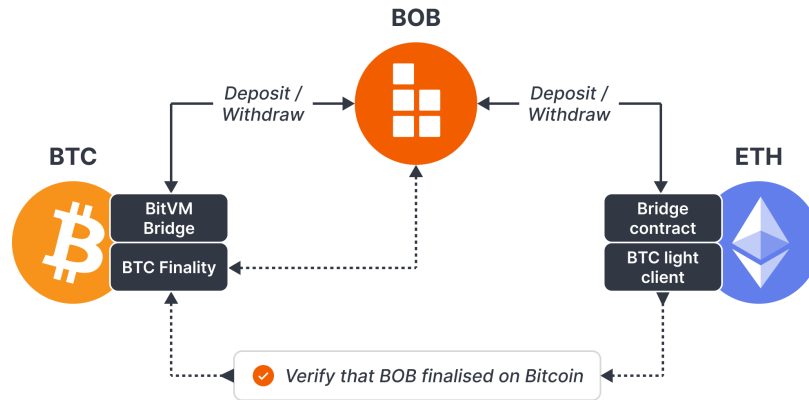 BOB
Deposit /
Withdraw
Deposit /
Withdraw
BTC
ETH
BitVM
Bridge
BTC Finality
Bridge
contract
BTC light
client
Verify that BOB finalised on Bitcoin